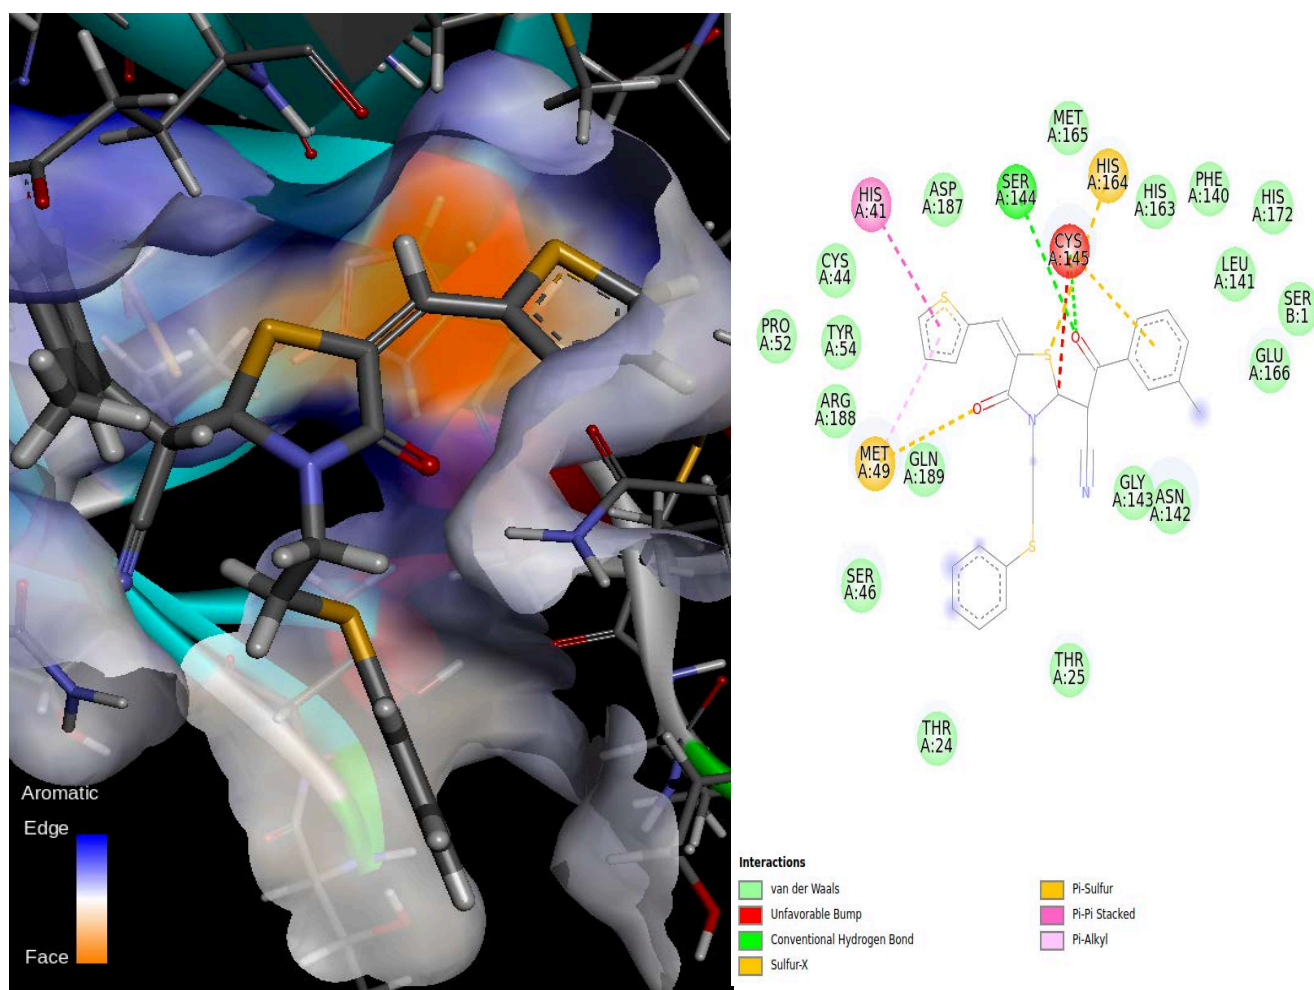 Aromatic
Edge
Face
MET
A:165
HIS
A:164
HIS
A:41
ASP
A:187
SER
A:144
HIS
A:163
PHE
A:140
HIS
A:172
CYS
A:145
CYS
A:44
LEU
A:141
SER
B:1
PRO
A:52
TYR
A:54
GLU
A:166
ARG
A:188
MET
A:49
GLN
A:189
GLY
A:143
ASN
A:142
SER
A:46
THR
A:25
THR
A:24
S
S
O
O
N
N
S
Interactions
van der Waals
Unfavorable Bump
Conventional Hydrogen Bond
Sulfur-X
Pi-Sulfur
Pi-Pi Stacked
Pi-Alkyl